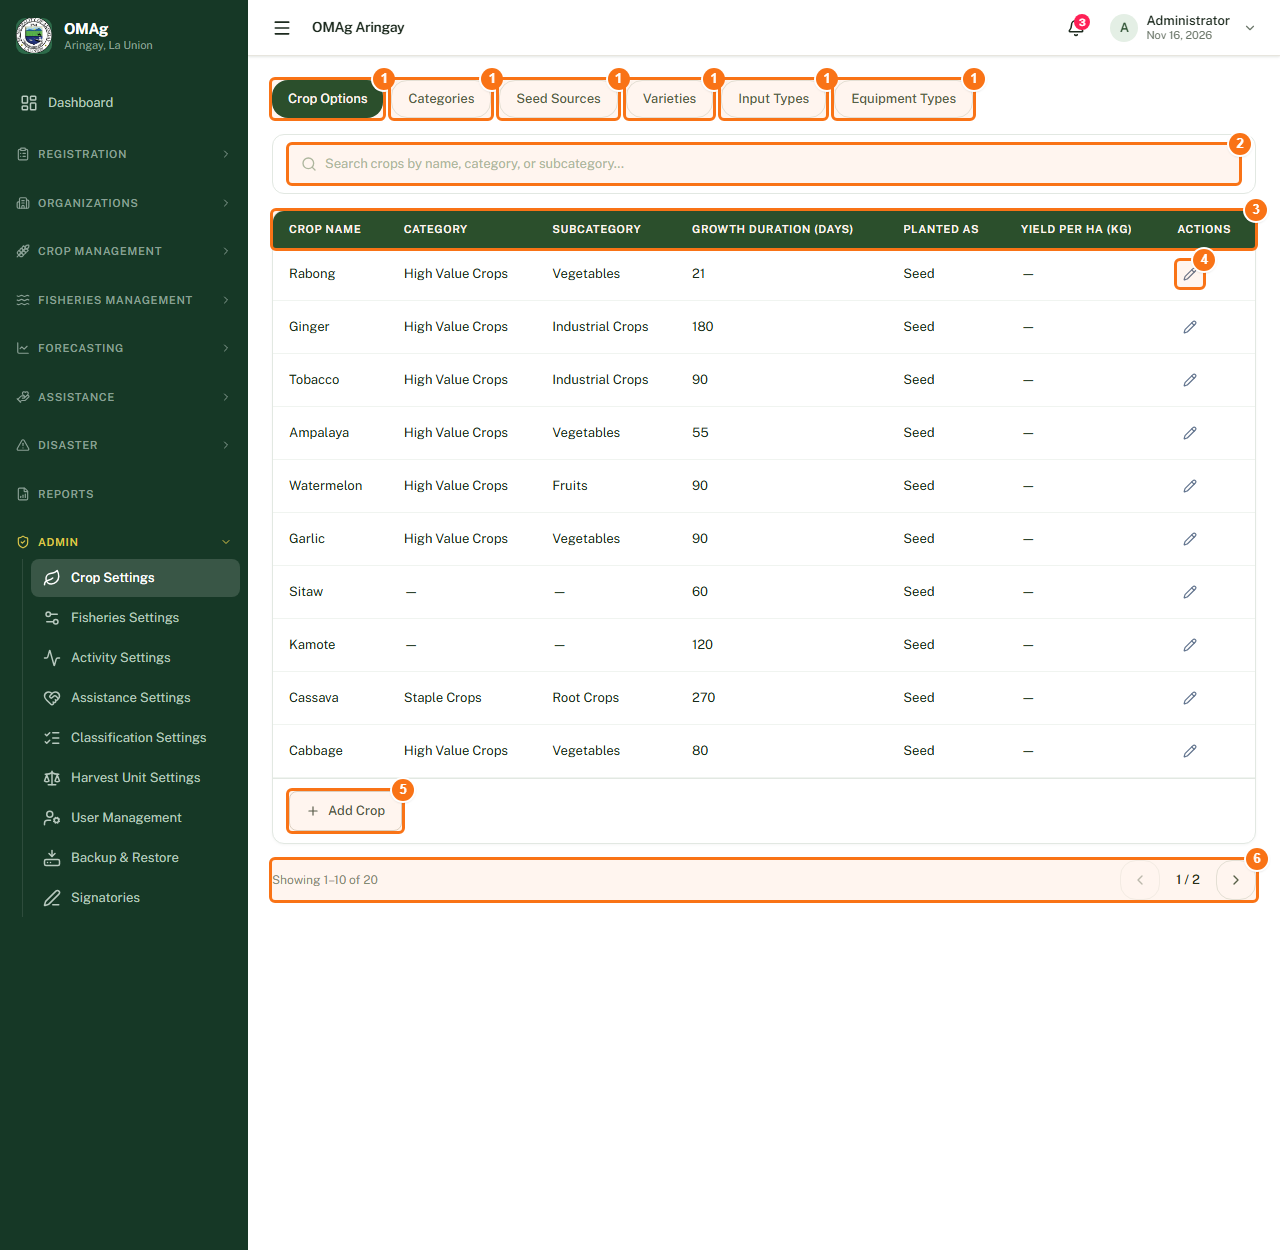 OMAg
Aringay, La Union
Dashboard
REGISTRATION
ORGANIZATIONS
CROP MANAGEMENT
FISHERIES MANAGEMENT
FORECASTING
ASSISTANCE
DISASTER
REPORTS
ADMIN
Crop Settings
Fisheries Settings
Activity Settings
Assistance Settings
Classification Settings
Harvest Unit Settings
User Management
Backup & Restore
Signatories
OMAg Aringay
3
A
Administrator
Nov 16, 2026
1 1 1 1 1 1
Crop Options Categories Seed Sources Varieties Input Types Equipment Types
2
Search crops by name, category, or subcategory...
3
CROP NAME CATEGORY SUBCATEGORY GROWTH DURATION (DAYS) PLANTED AS YIELD PER HA (KG) ACTIONS
4
Rabong High Value Crops Vegetables 21 Seed —
Ginger High Value Crops Industrial Crops 180 Seed —
Tobacco High Value Crops Industrial Crops 90 Seed —
Ampalaya High Value Crops Vegetables 55 Seed —
Watermelon High Value Crops Fruits 90 Seed —
Garlic High Value Crops Vegetables 90 Seed —
Sitaw — — 60 Seed —
Kamote — — 120 Seed —
Cassava Staple Crops Root Crops 270 Seed —
Cabbage High Value Crops Vegetables 80 Seed —
5
+ Add Crop
6
Showing 1–10 of 20 1 / 2